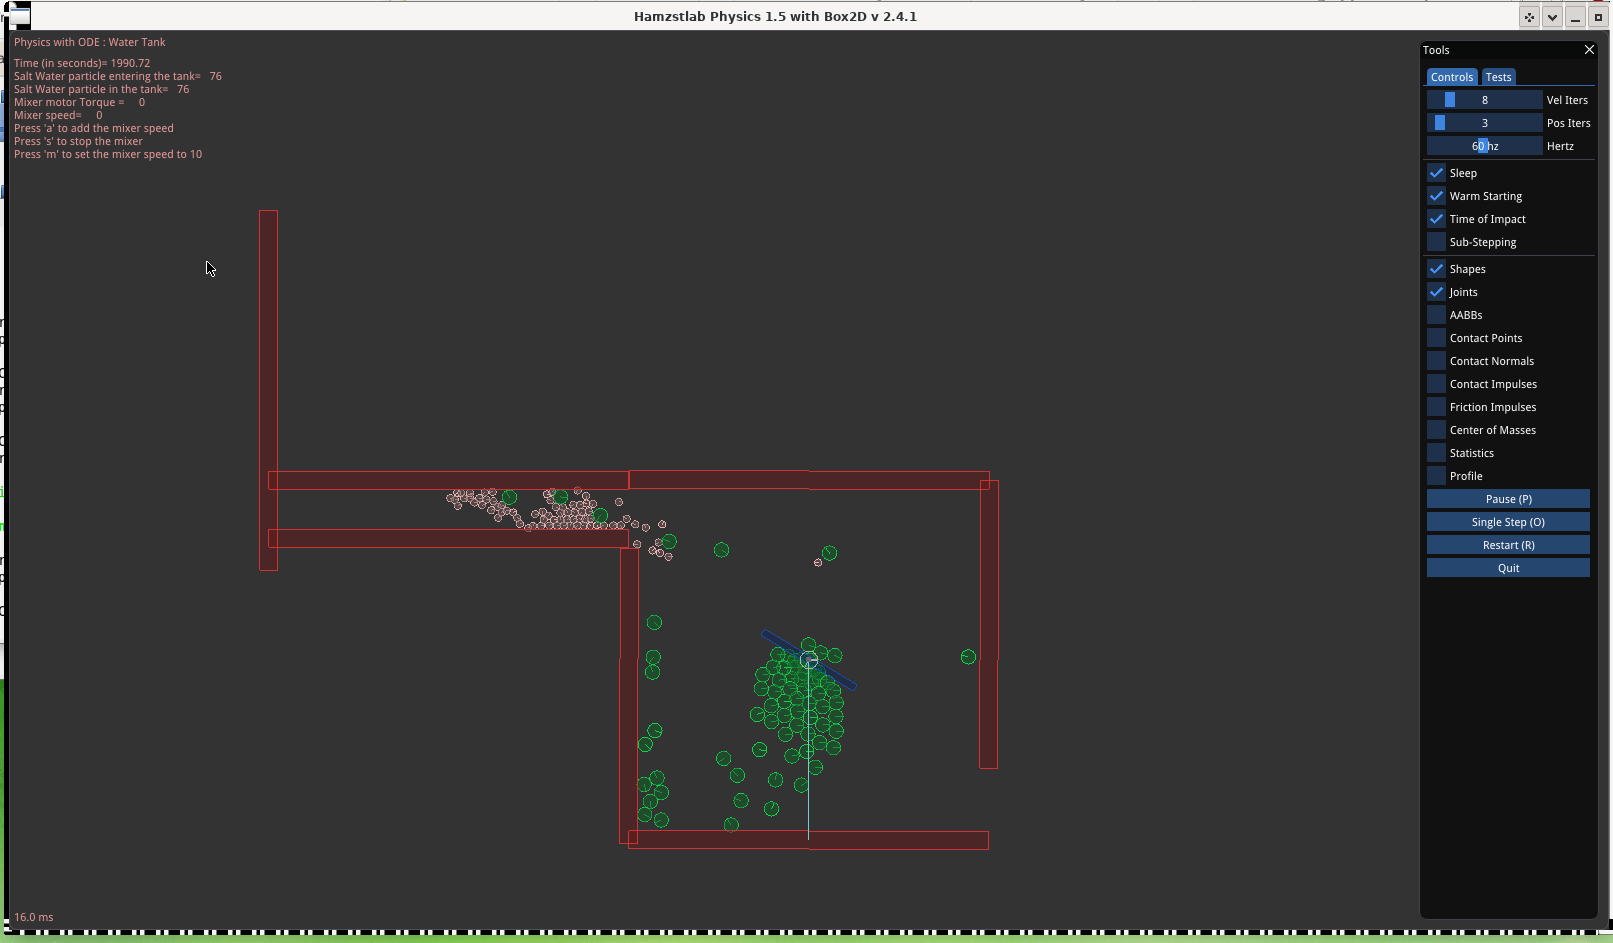 Hamzstlab Physics 1.5 with Box2D v 2.4.1
Physics with ODE : Water Tank
Time (in seconds)= 1990.72
Salt Water particle entering the tank= 76
Salt Water particle in the tank= 76
Mixer motor Torque = 0
Mixer speed= 0
Press 'a' to add the mixer speed
Press 's' to stop the mixer
Press 'm' to set the mixer speed to 10
16.0 ms
Tools
Controls Tests
8 Vel Iters
3 Pos Iters
60 hz Hertz
Sleep
Warm Starting
Time of Impact
Sub-Stepping
Shapes
Joints
AABBs
Contact Points
Contact Normals
Contact Impulses
Friction Impulses
Center of Masses
Statistics
Profile
Pause (P)
Single Step (O)
Restart (R)
Quit